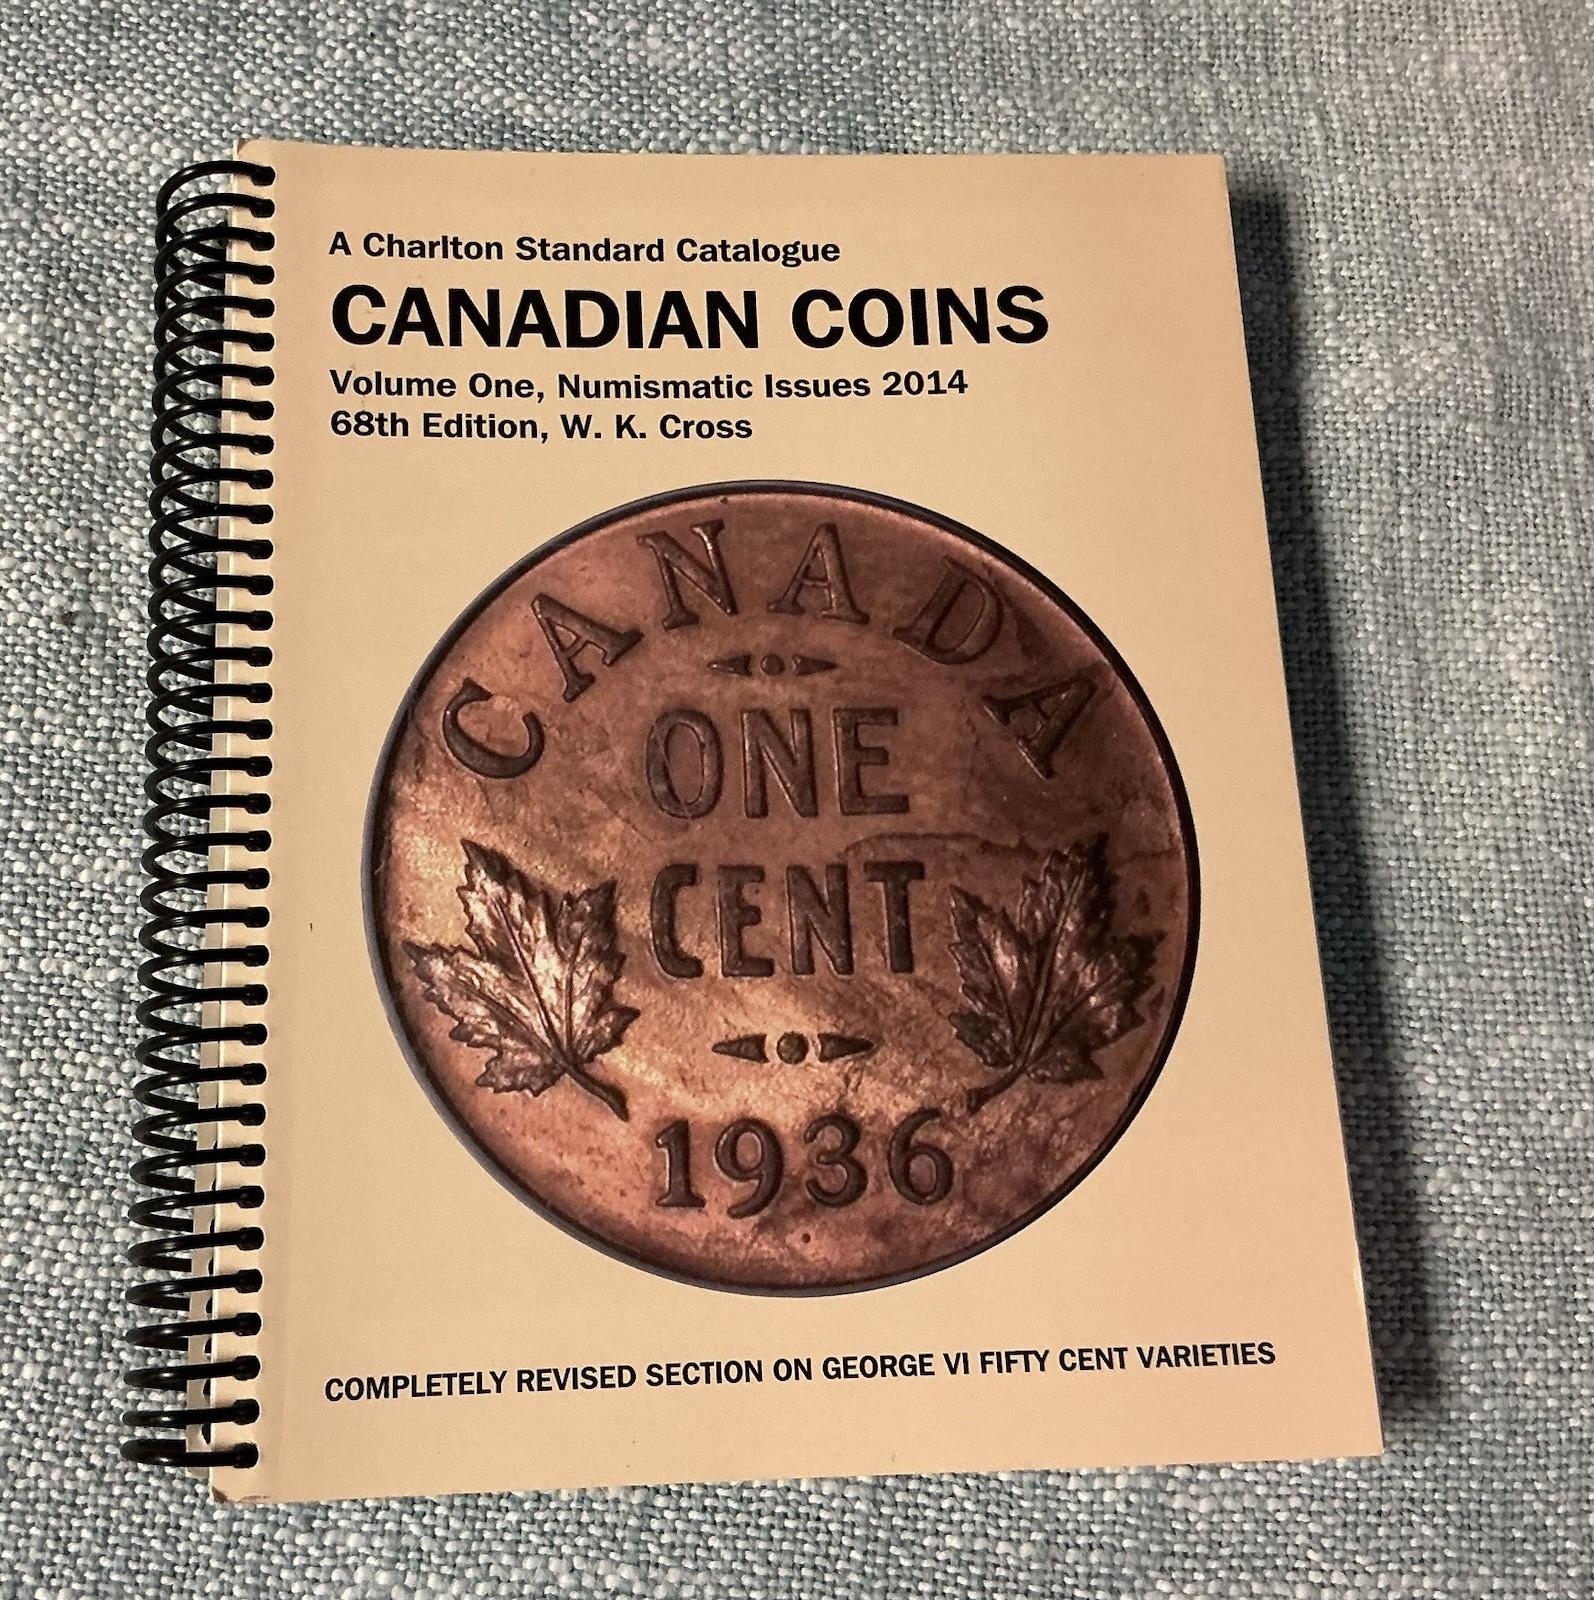 A Charlton Standard Catalogue
CANADIAN COINS
Volume One, Numismatic Issues 2014
68th Edition, W. K. Cross
CANADA
ONE
CENT
1936
COMPLETELY REVISED SECTION ON GEORGE VI FIFTY CENT VARIETIES